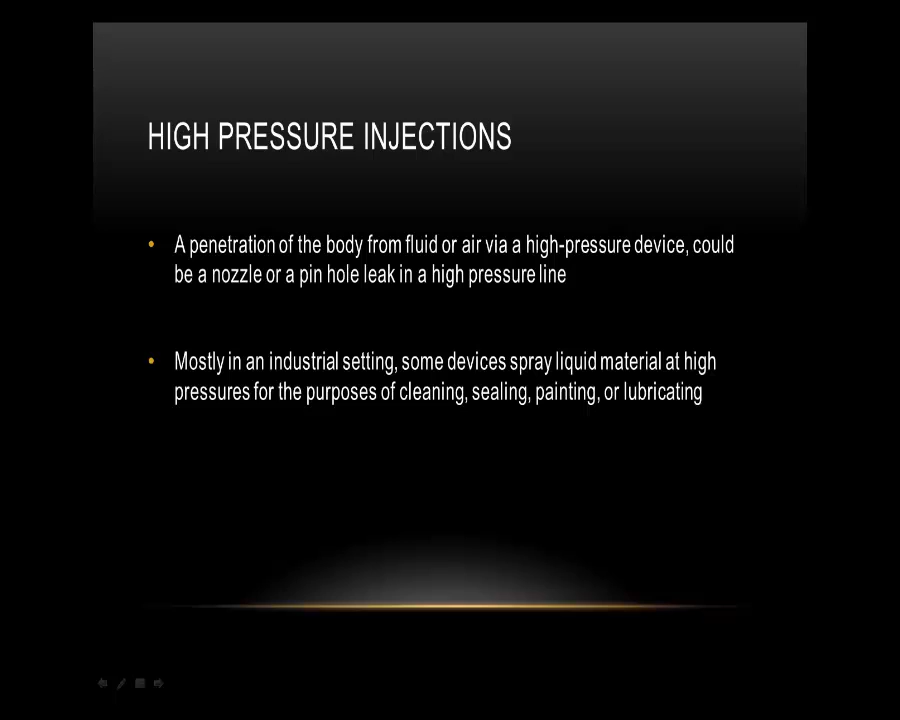 HIGH PRESSURE INJECTIONS
• A penetration of the body from fluid or air via a high-pressure device, could
be a nozzle or a pin hole leak in a high pressure line
• Mostly in an industrial setting, some devices spray liquid material at high
pressures for the purposes of cleaning, sealing, painting, or lubricating